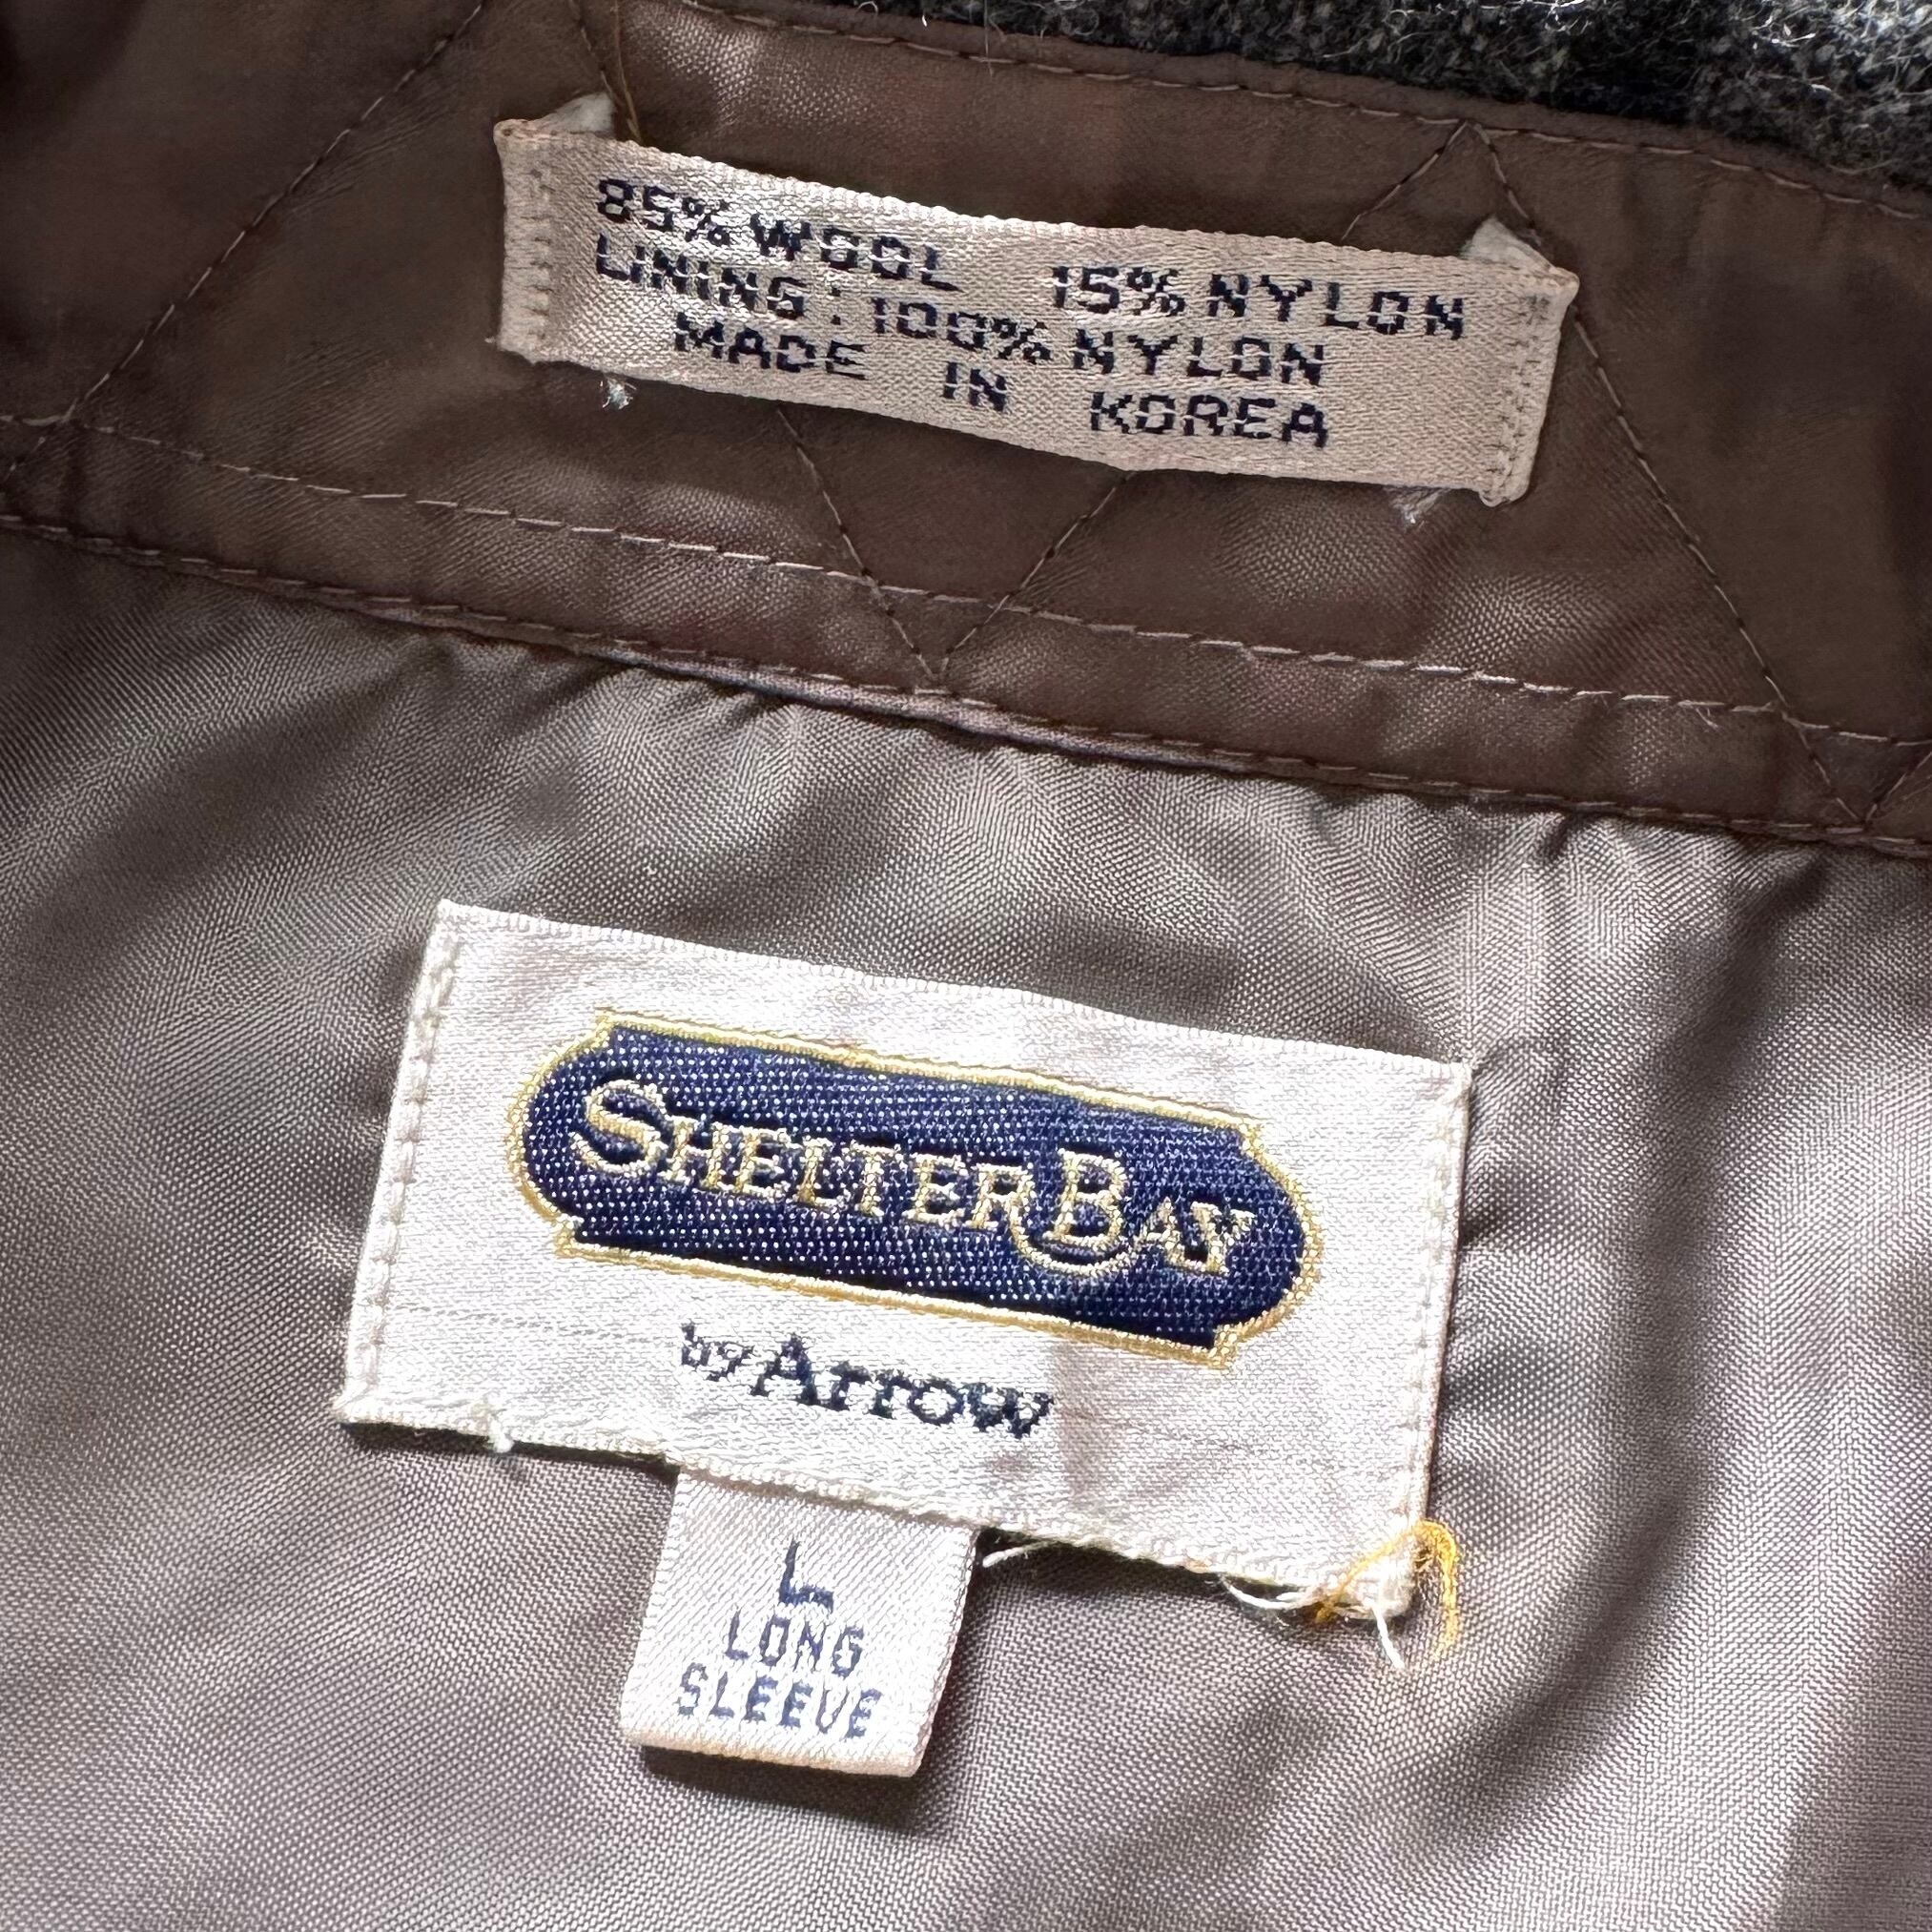 85% WOOL 15% NYLON
LINING: 100% NYLON
MADE IN KOREA
SHELTER BAY
by Arrow
L
LONG
SLEEVE